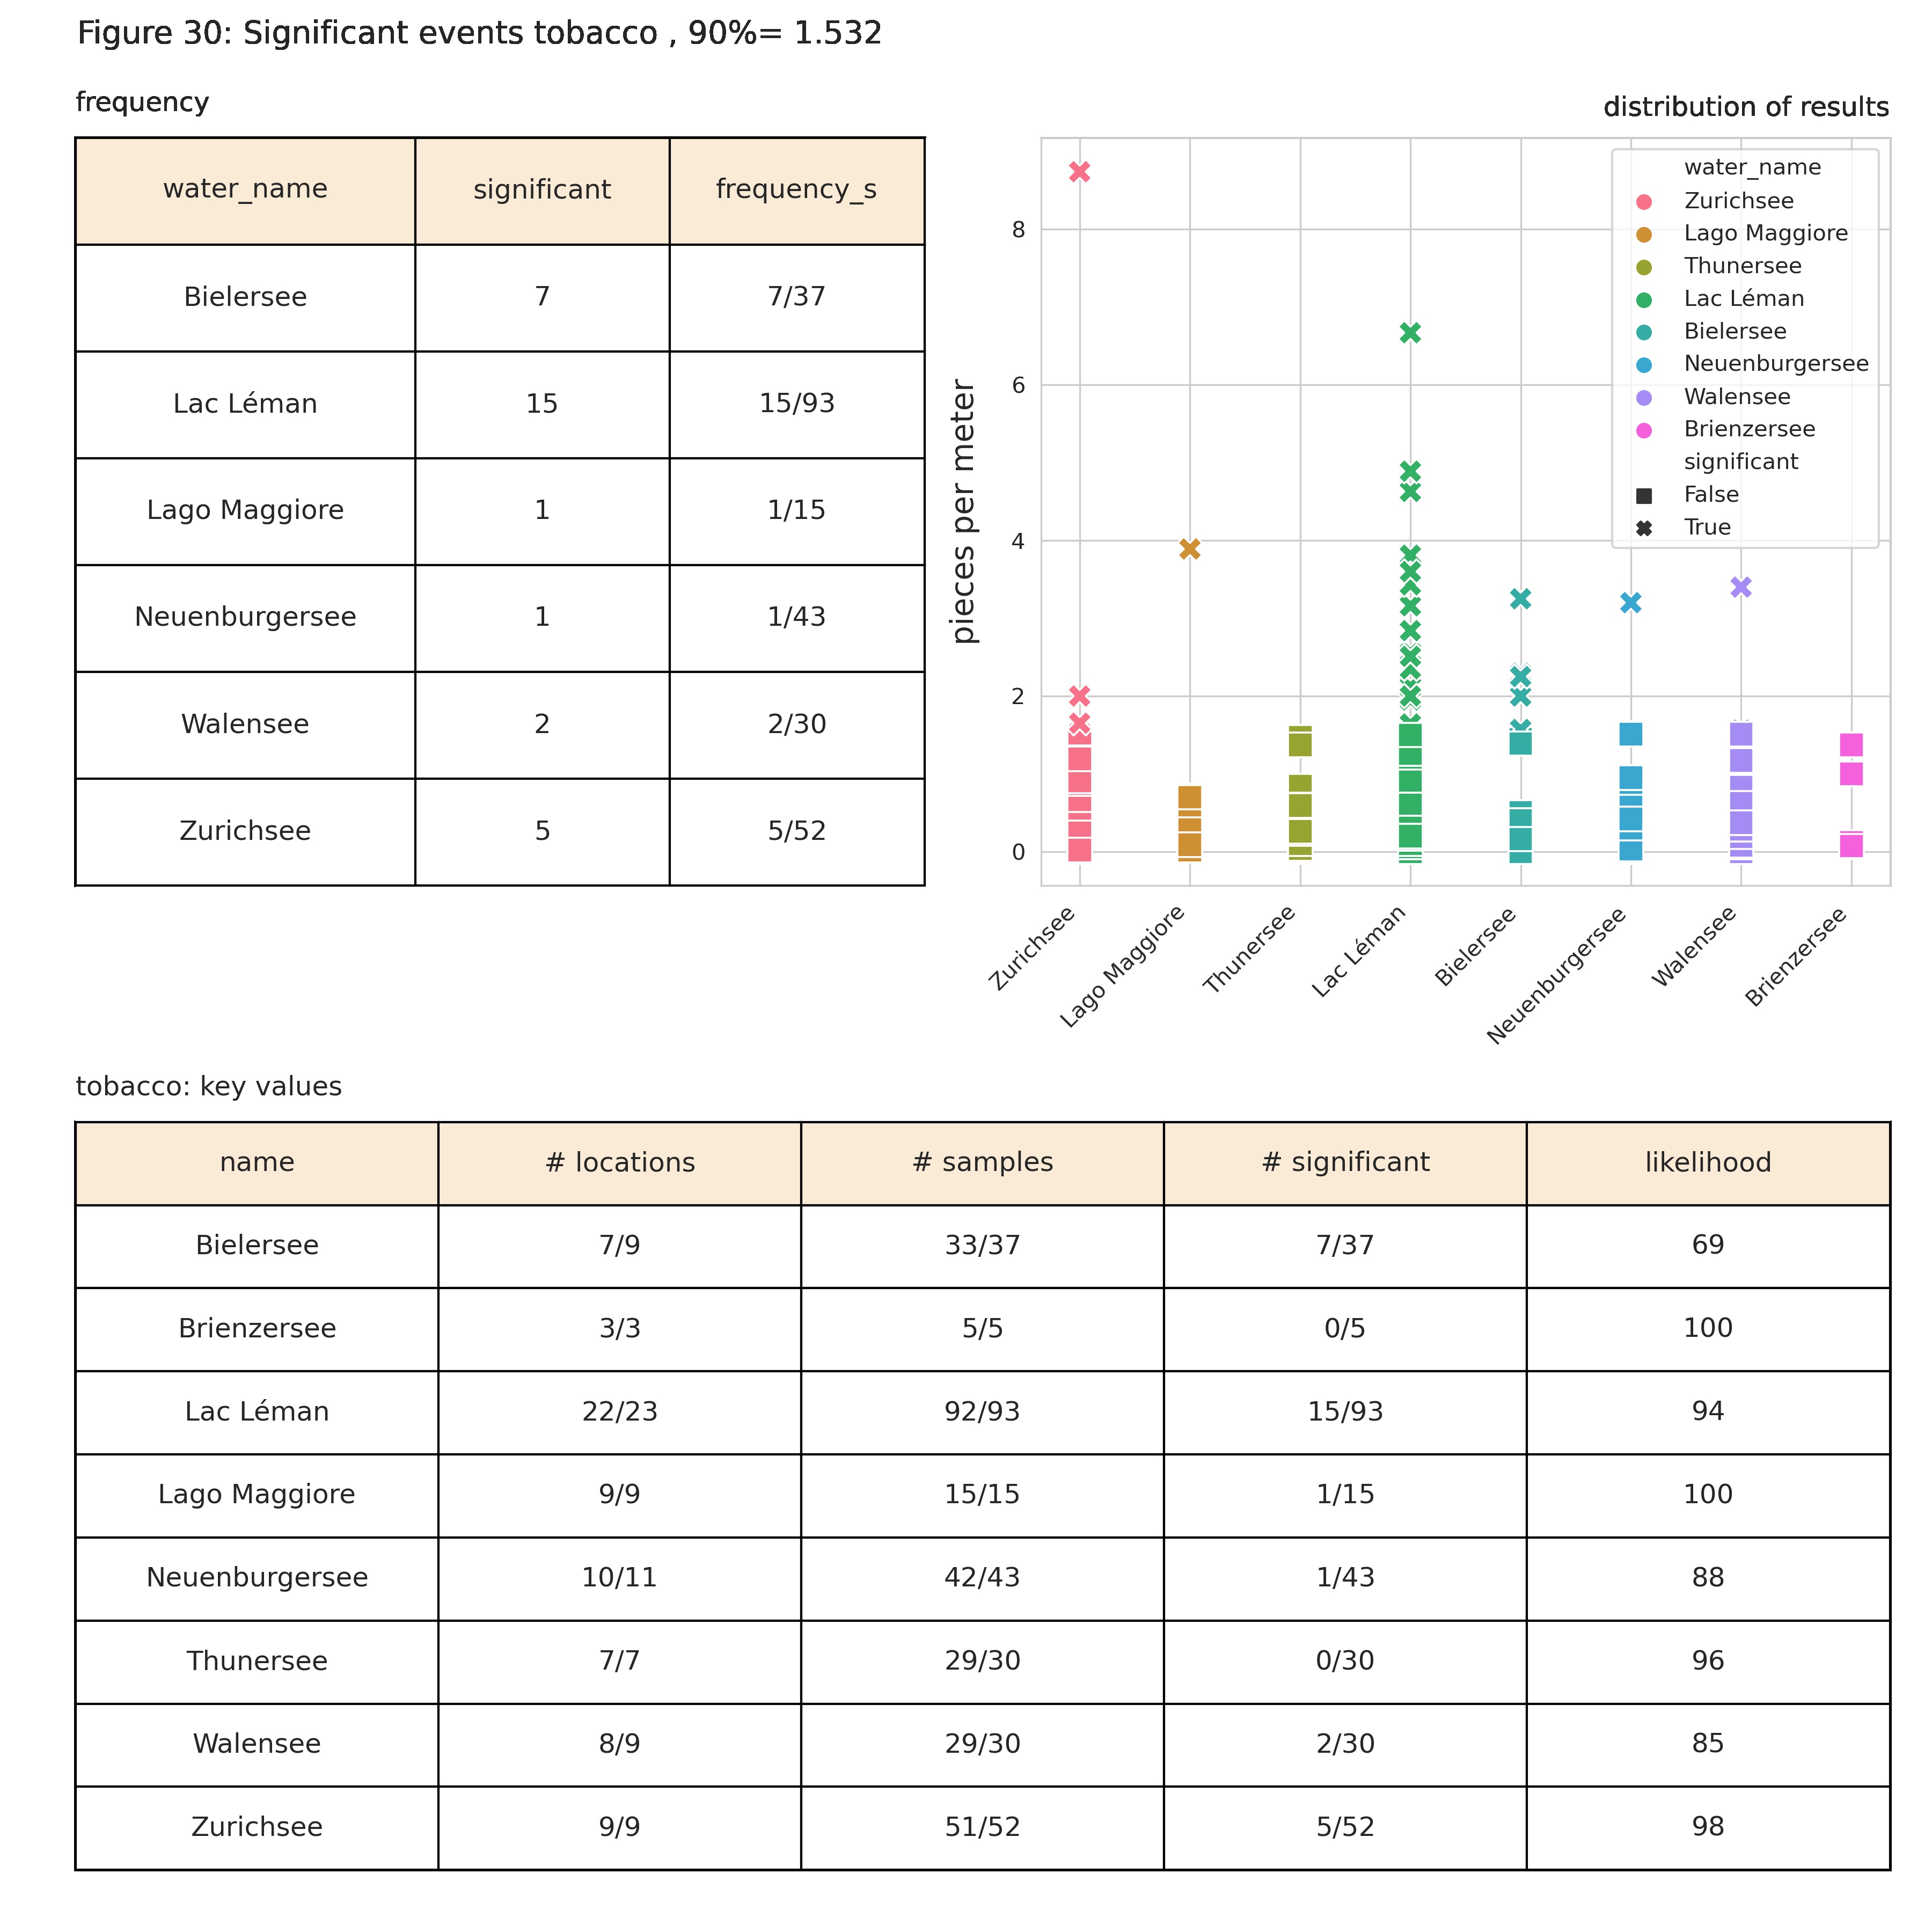 Figure 30: Significant events tobacco , 90%= 1.532
frequency
water_name significant frequency_s
Bielersee 7 7/37
Lac Léman 15 15/93
Lago Maggiore 1 1/15
Neuenburgersee 1 1/43
Walensee 2 2/30
Zurichsee 5 5/52
distribution of results
pieces per meter
8
6
4
2
0
water_name
Zurichsee
Lago Maggiore
Thunersee
Lac Léman
Bielersee
Neuenburgersee
Walensee
Brienzersee
significant
False
True
Zurichsee
Lago Maggiore
Thunersee
Lac Léman
Bielersee
Neuenburgersee
Walensee
Brienzersee
tobacco: key values
name # locations # samples # significant likelihood
Bielersee 7/9 33/37 7/37 69
Brienzersee 3/3 5/5 0/5 100
Lac Léman 22/23 92/93 15/93 94
Lago Maggiore 9/9 15/15 1/15 100
Neuenburgersee 10/11 42/43 1/43 88
Thunersee 7/7 29/30 0/30 96
Walensee 8/9 29/30 2/30 85
Zurichsee 9/9 51/52 5/52 98